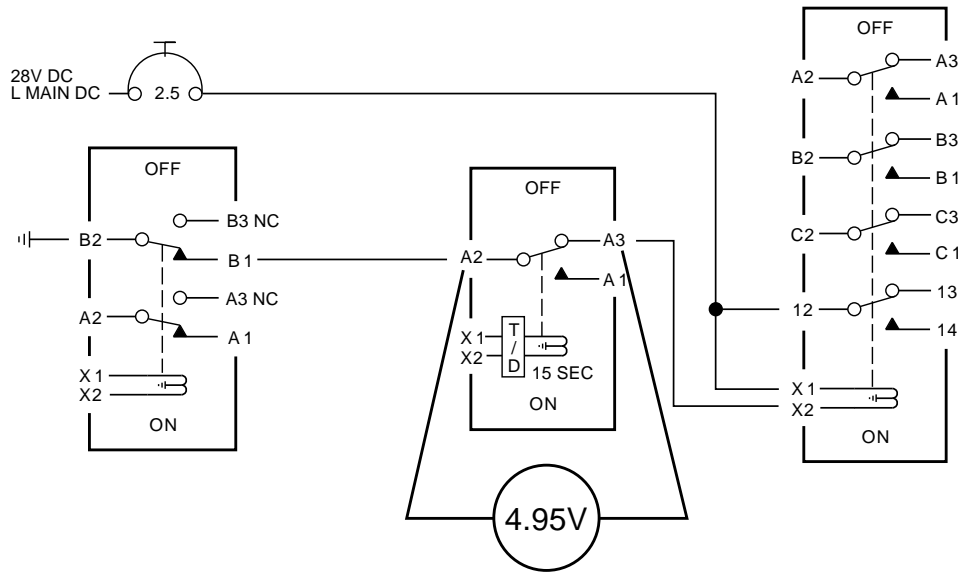 28V DC
L MAIN DC
2.5
OFF
B3 NC
B2
B1
A3 NC
A2
A1
X1
X2
ON
OFF
A2
A3
A1
X1
X2
T
/
D
15 SEC
ON
4.95V
OFF
A3
A2
A1
B3
B2
B1
C3
C2
C1
13
12
14
X1
X2
ON